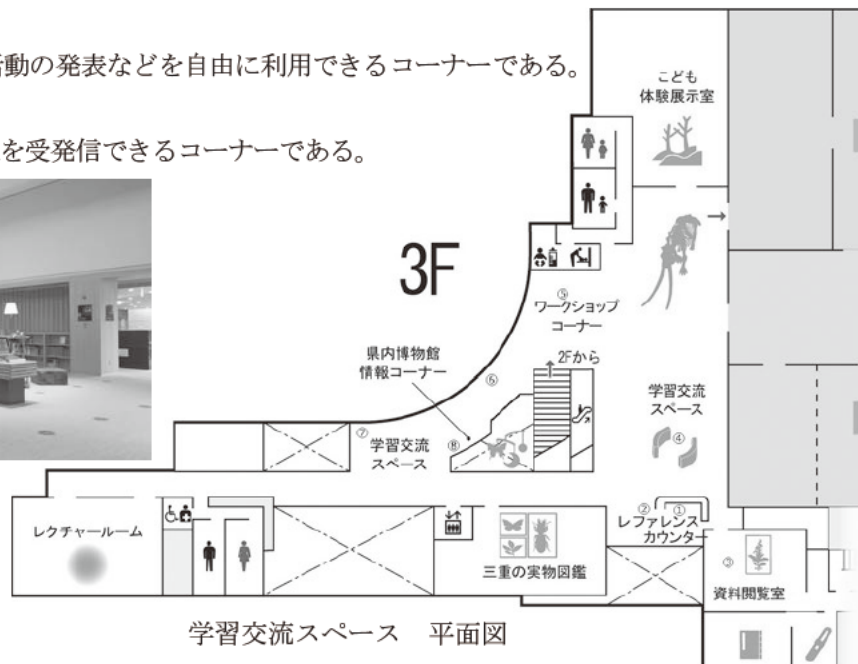 動の発表などを自由に利用できるコーナーである。
を受発信できるコーナーである。
こども
体験展示室
3F
⑤
ワークショップ
コーナー
2Fから
県内博物館
情報コーナー
⑥
学習交流
スペース
④
⑦
学習交流
スペース
⑧
②
①
レファレンス
カウンター
レクチャールーム
三重の実物図鑑
③
資料閲覧室
学習交流スペース 平面図